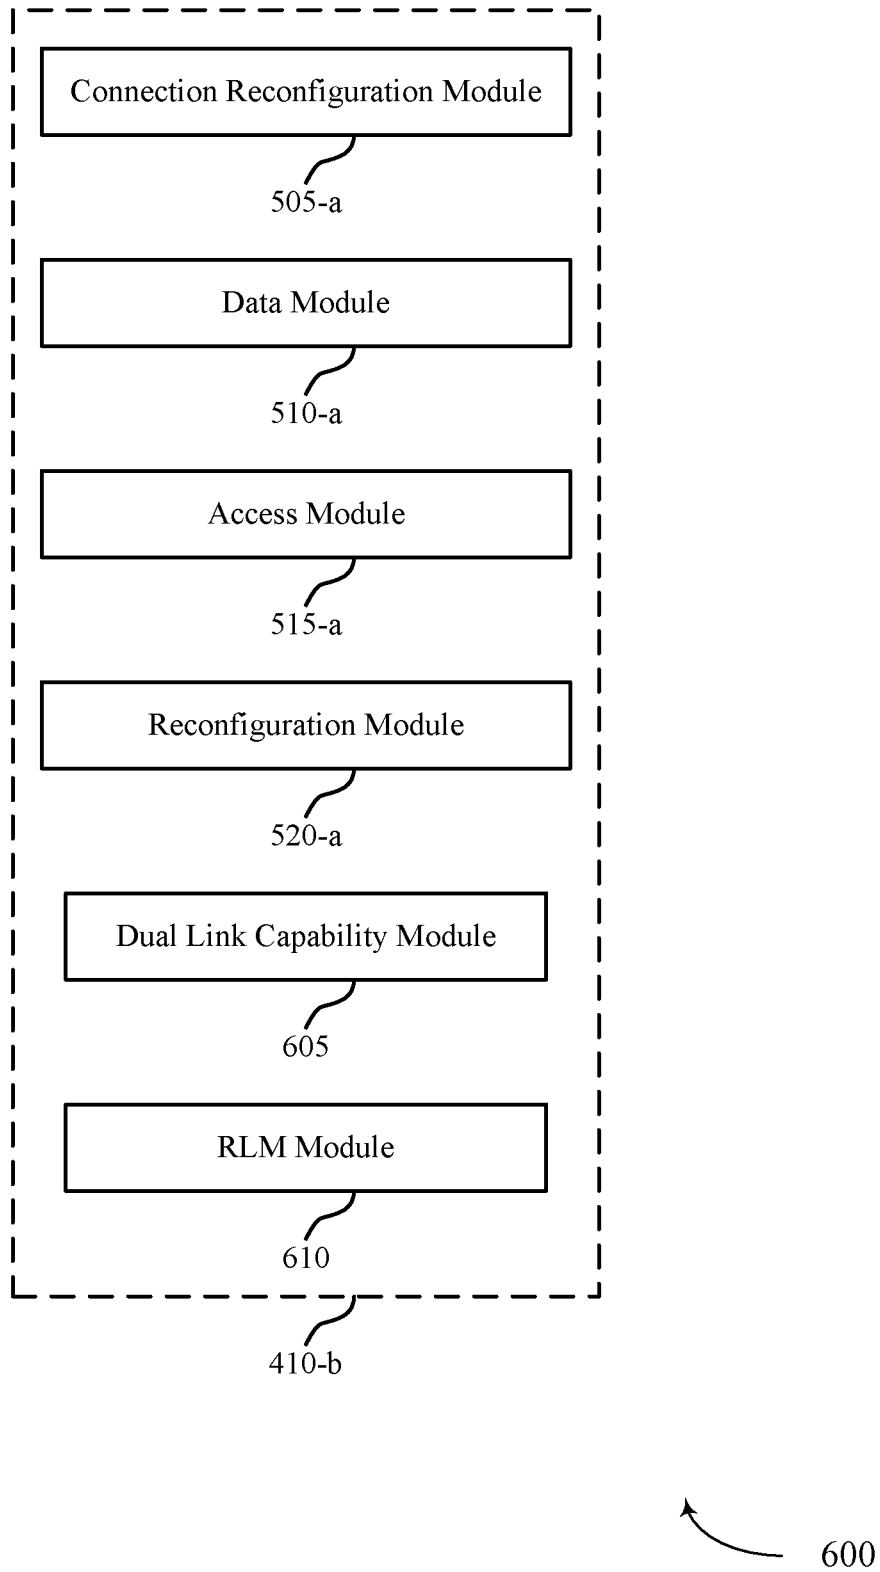 Connection Reconfiguration Module
505-a
Data Module
510-a
Access Module
515-a
Reconfiguration Module
520-a
Dual Link Capability Module
605
RLM Module
610
410-b
600